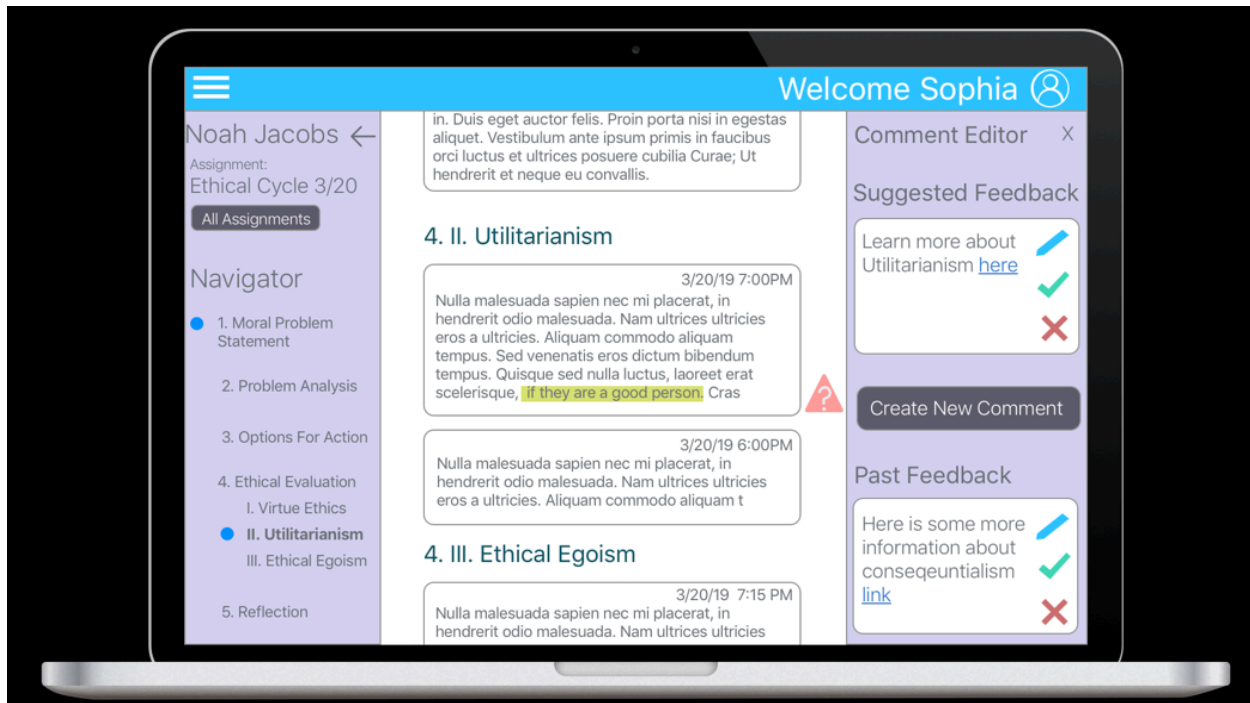 Welcome Sophia
Noah Jacobs
Assignment:
Ethical Cycle 3/20
All Assignments
Navigator
1. Moral Problem
Statement
2. Problem Analysis
3. Options For Action
4. Ethical Evaluation
I. Virtue Ethics
II. Utilitarianism
III. Ethical Egoism
5. Reflection
in. Duis eget auctor felis. Proin porta nisi in egestas
aliquet. Vestibulum ante ipsum primis in faucibus
orci luctus et ultrices posuere cubilia Curae; Ut
hendrerit et neque eu convallis.
4. II. Utilitarianism
3/20/19 7:00PM
Nulla malesuada sapien nec mi placerat, in
hendrerit odio malesuada. Nam ultrices ultricies
eros a ultricies. Aliquam commodo aliquam
tempus. Sed venenatis eros dictum bibendum
tempus. Quisque sed nulla luctus, laoreet erat
scelerisque, if they are a good person. Cras
?
3/20/19 6:00PM
Nulla malesuada sapien nec mi placerat, in
hendrerit odio malesuada. Nam ultrices ultricies
eros a ultricies. Aliquam commodo aliquam t
4. III. Ethical Egoism
3/20/19 7:15 PM
Nulla malesuada sapien nec mi placerat, in
hendrerit odio malesuada. Nam ultrices ultricies
Comment Editor X
Suggested Feedback
Learn more about
Utilitarianism here
Create New Comment
Past Feedback
Here is some more
information about
conseqeuntialism
link